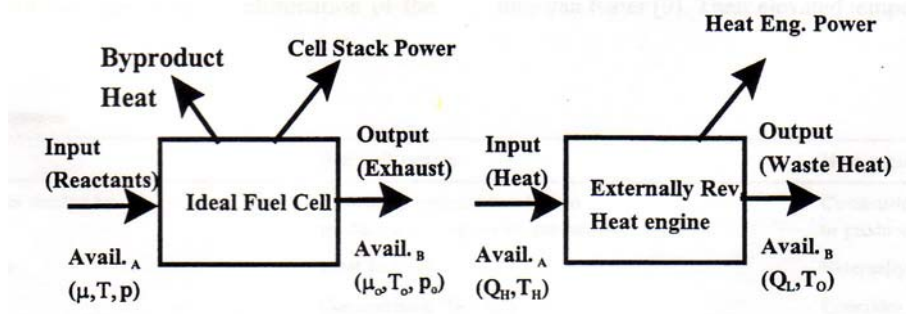 Byproduct
Heat
Cell Stack Power
Input
(Reactants)
Ideal Fuel Cell
Output
(Exhaust)
Avail. A
(μ,T,p)
Avail. B
(μo,To, po)
Heat Eng. Power
Input
(Heat)
Externally Rev.
Heat engine
Output
(Waste Heat)
Avail. A
(QH,TH)
Avail. B
(QL,TO)